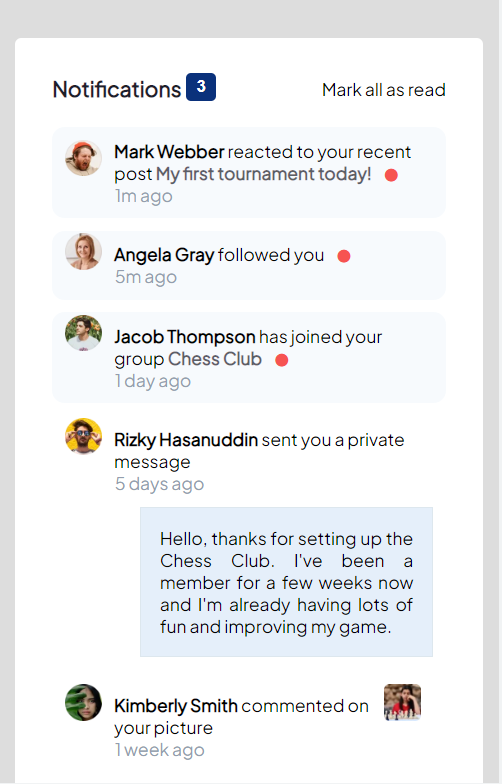 Notifications 3 Mark all as read
Mark Webber reacted to your recent
post My first tournament today!
1m ago
Angela Gray followed you
5m ago
Jacob Thompson has joined your
group Chess Club
1 day ago
Rizky Hasanuddin sent you a private
message
5 days ago
Hello, thanks for setting up the
Chess Club. I've been a
member for a few weeks now
and I'm already having lots of
fun and improving my game.
Kimberly Smith commented on
your picture
1 week ago